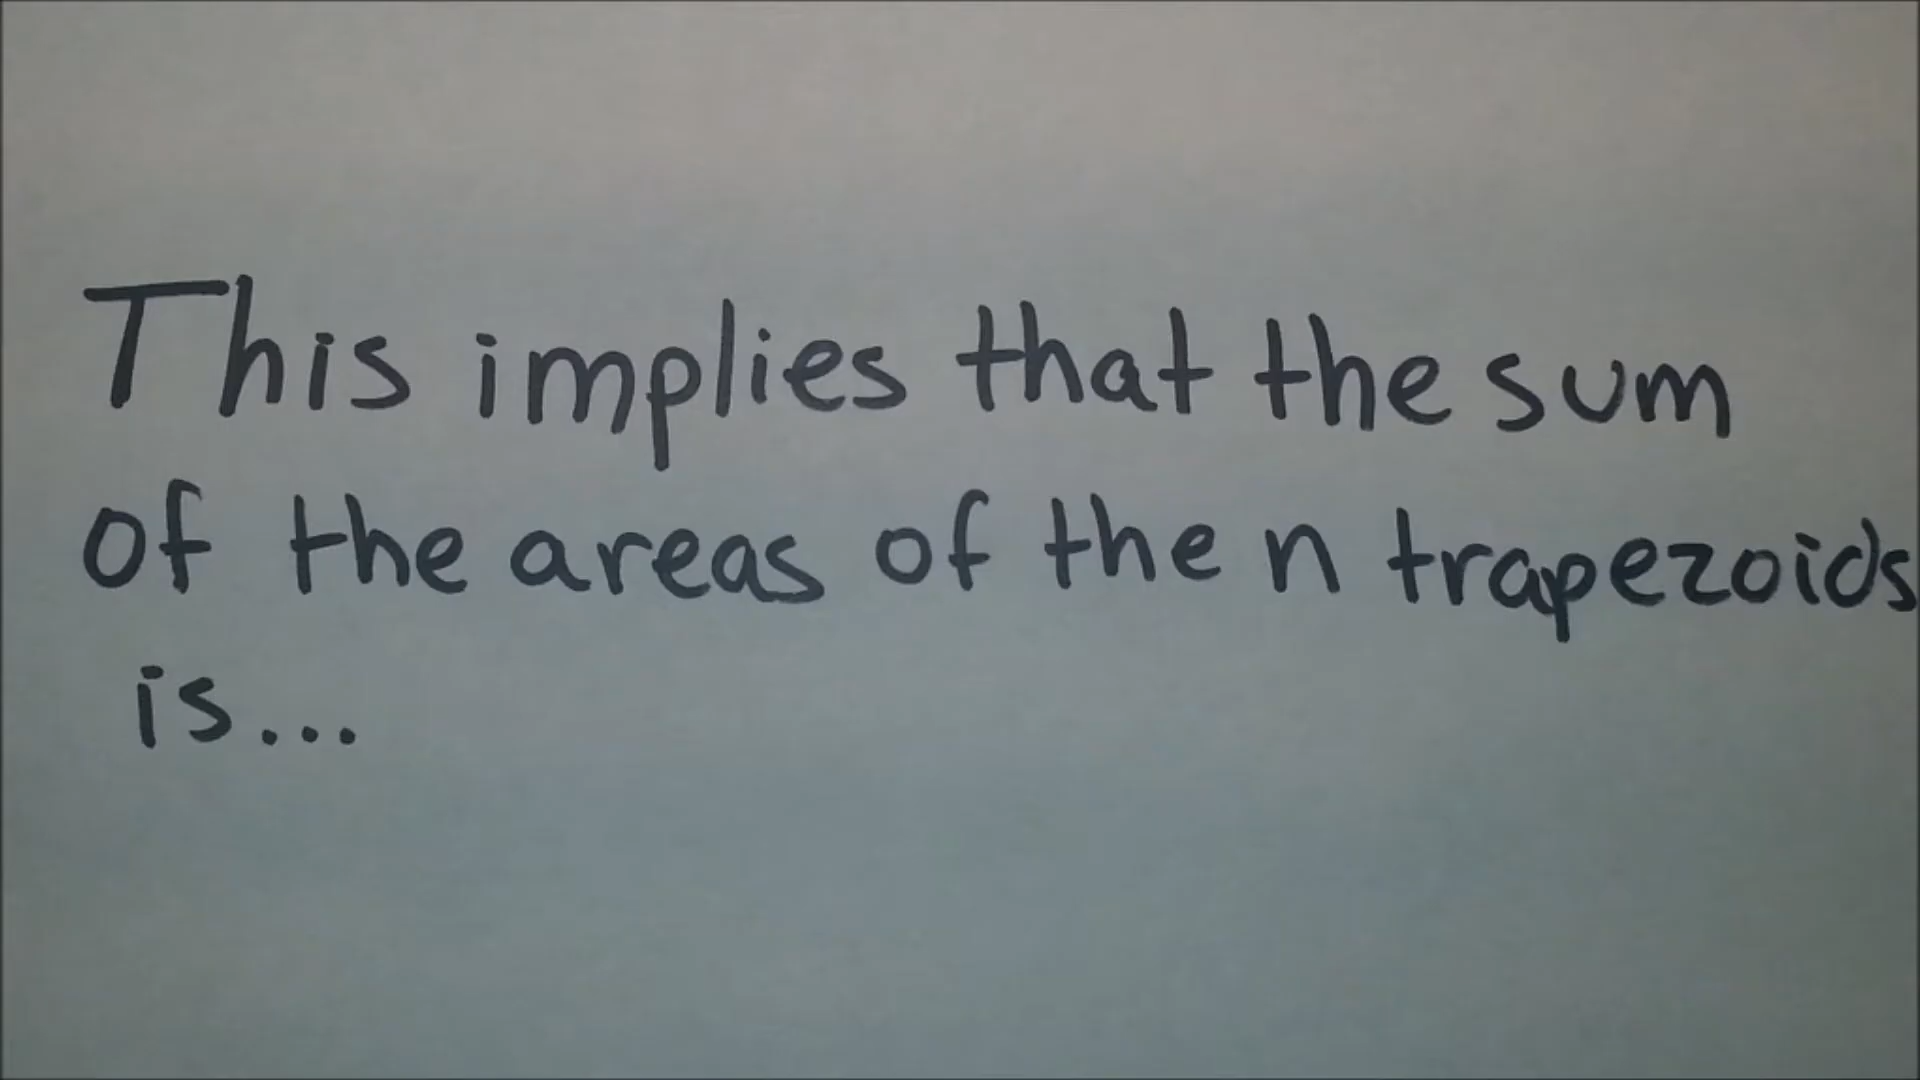 This implies that the sum
of the areas of the n trapezoids
is...